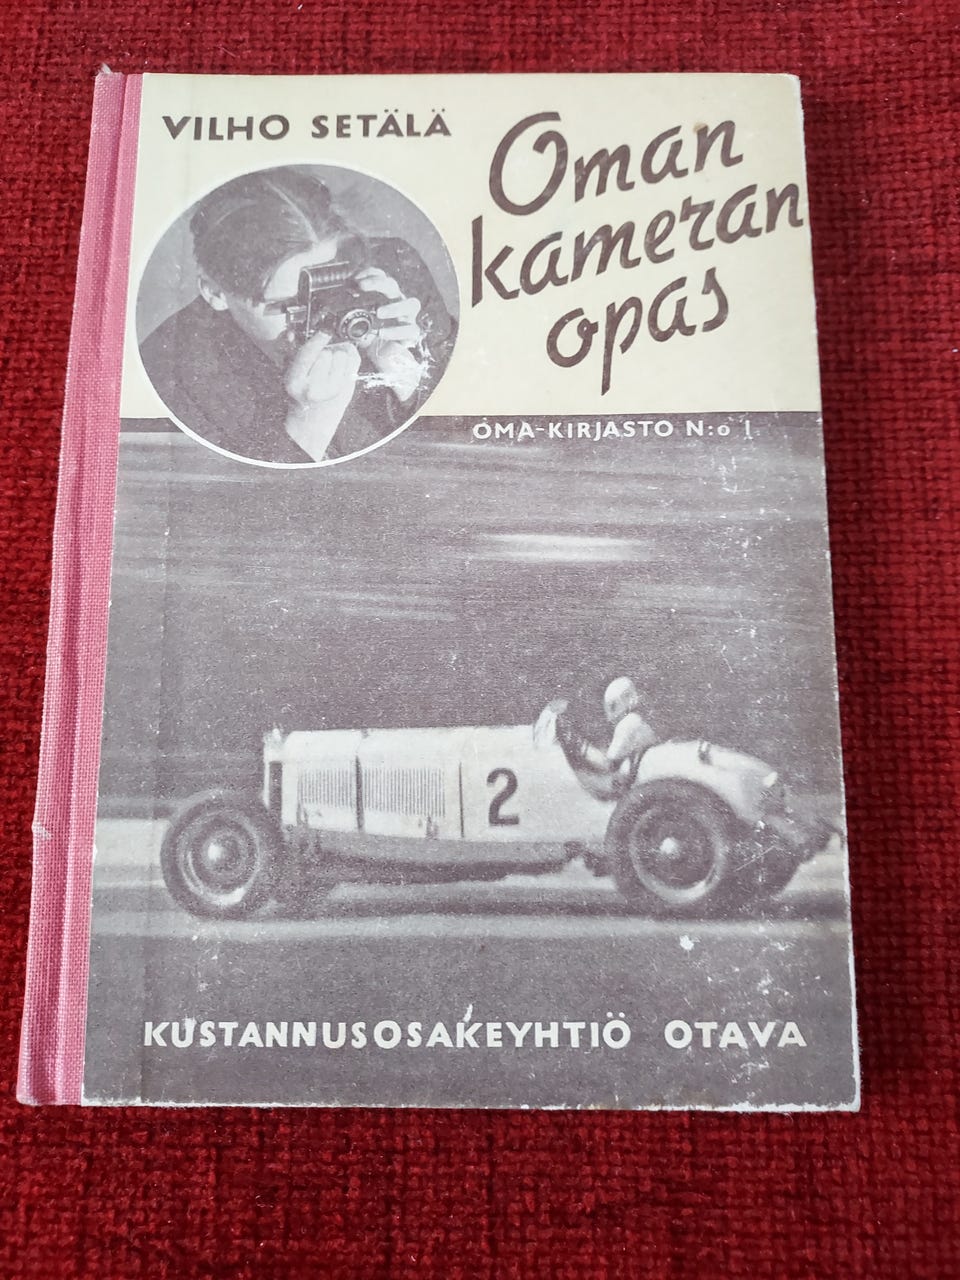 VILHO SETÄLÄ
Oman
kameran
opas
OMA-KIRJASTO N:o 1
2
KUSTANNUSOSAKEYHTIÖ OTAVA